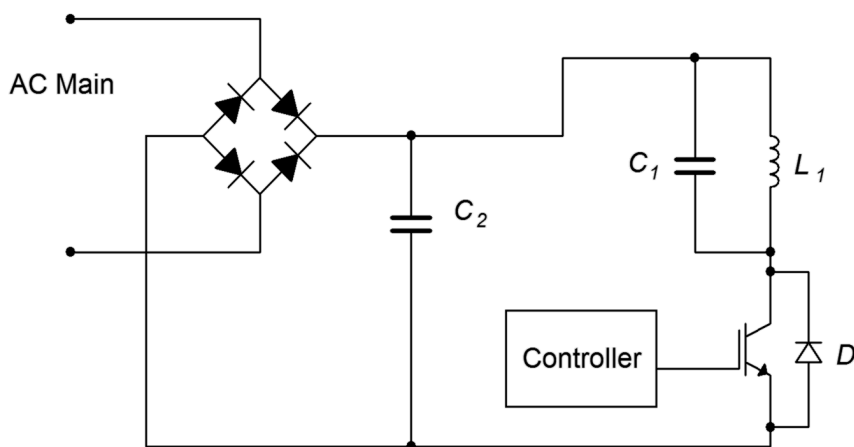 AC Main
C2
C1
L1
Controller
D